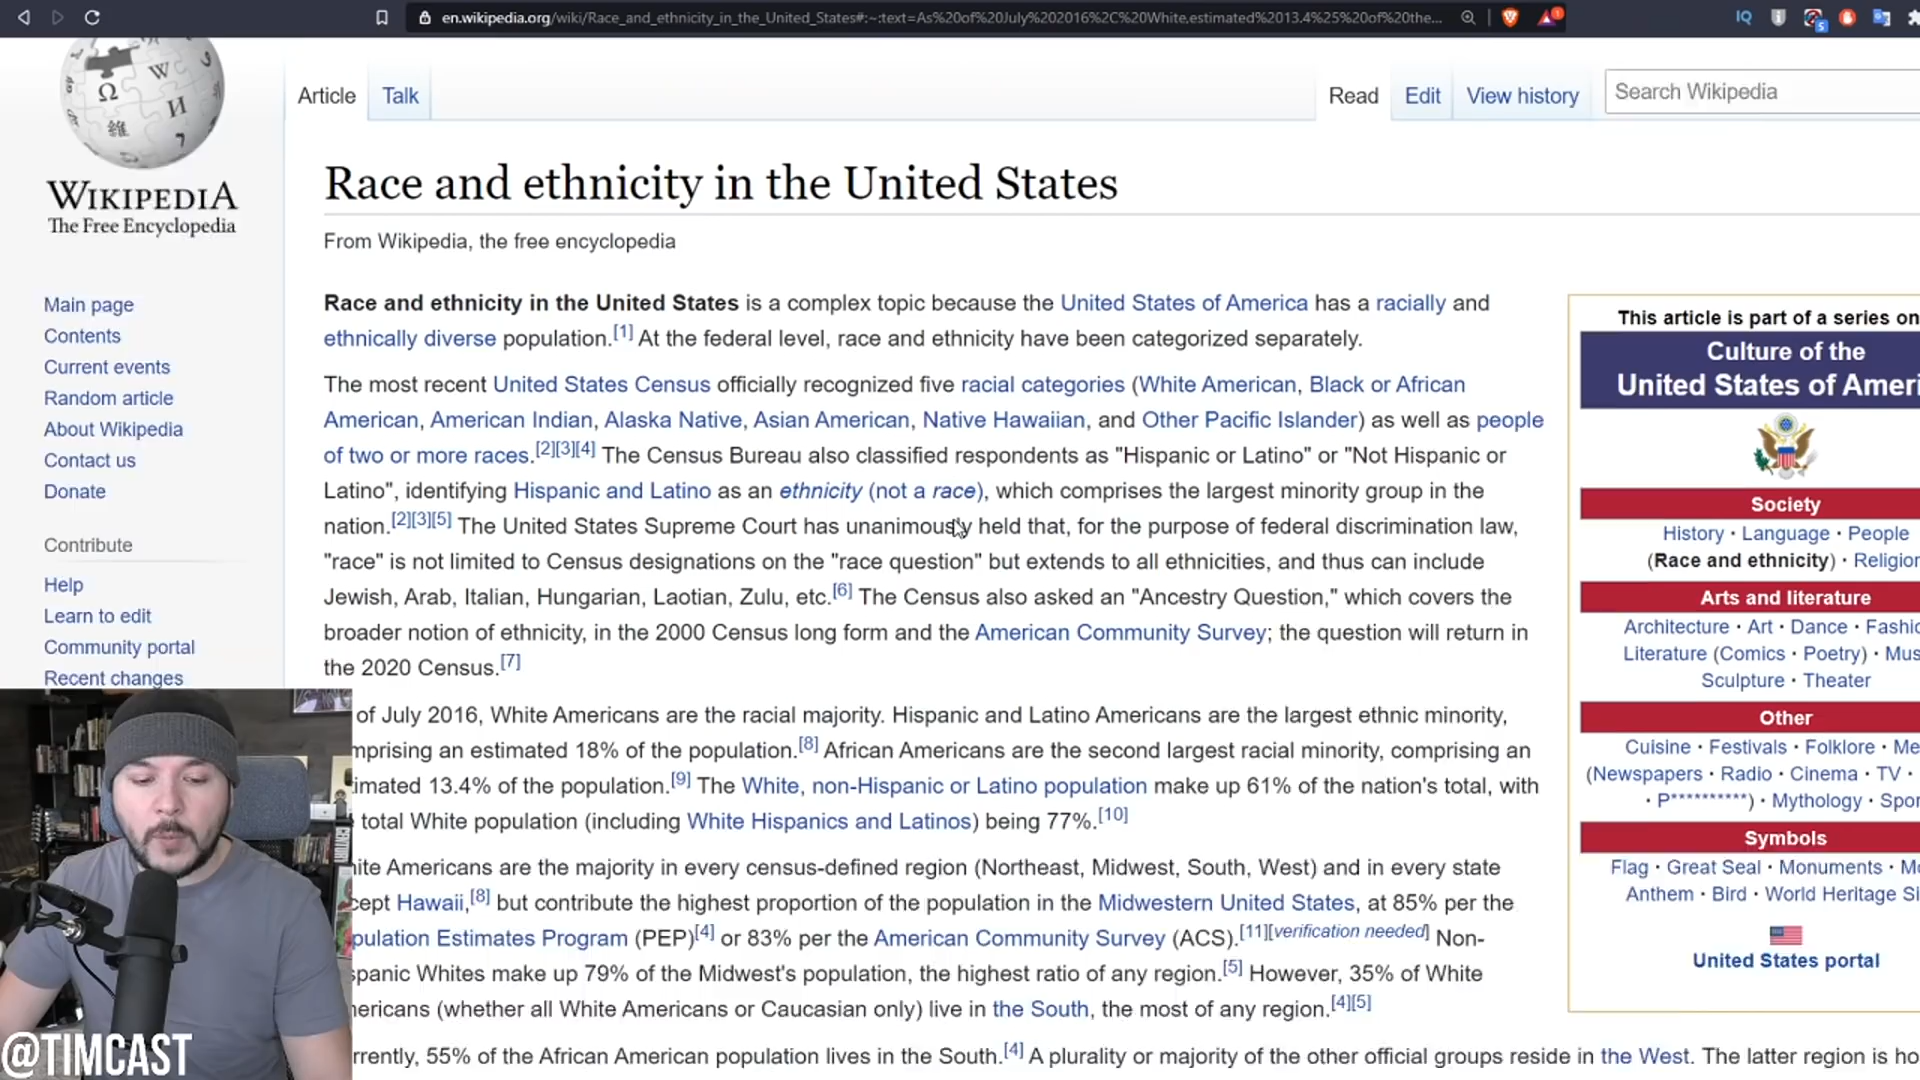 en.wikipedia.org/wiki/Race_and_ethnicity_in_the_United_States#:~:text=As%20of%20July%202016%2C%20White,estimated%2013.4%25%20of%20the...
IQ
Article Talk Read Edit View history Search Wikipedia
WIKIPEDIA
The Free Encyclopedia
Race and ethnicity in the United States
From Wikipedia, the free encyclopedia
Main page
Contents
Current events
Random article
About Wikipedia
Contact us
Donate
Contribute
Help
Learn to edit
Community portal
Recent changes
Race and ethnicity in the United States is a complex topic because the United States of America has a racially and
ethnically diverse population.[1] At the federal level, race and ethnicity have been categorized separately.
The most recent United States Census officially recognized five racial categories (White American, Black or African
American, American Indian, Alaska Native, Asian American, Native Hawaiian, and Other Pacific Islander) as well as people
of two or more races.[2][3][4] The Census Bureau also classified respondents as "Hispanic or Latino" or "Not Hispanic or
Latino", identifying Hispanic and Latino as an ethnicity (not a race), which comprises the largest minority group in the
nation.[2][3][5] The United States Supreme Court has unanimously held that, for the purpose of federal discrimination law,
"race" is not limited to Census designations on the "race question" but extends to all ethnicities, and thus can include
Jewish, Arab, Italian, Hungarian, Laotian, Zulu, etc.[6] The Census also asked an "Ancestry Question," which covers the
broader notion of ethnicity, in the 2000 Census long form and the American Community Survey; the question will return in
the 2020 Census.[7]
of July 2016, White Americans are the racial majority. Hispanic and Latino Americans are the largest ethnic minority,
mprising an estimated 18% of the population.[8] African Americans are the second largest racial minority, comprising an
timated 13.4% of the population.[9] The White, non-Hispanic or Latino population make up 61% of the nation's total, with
total White population (including White Hispanics and Latinos) being 77%.[10]
ite Americans are the majority in every census-defined region (Northeast, Midwest, South, West) and in every state
cept Hawaii,[8] but contribute the highest proportion of the population in the Midwestern United States, at 85% per the
pulation Estimates Program (PEP)[4] or 83% per the American Community Survey (ACS).[11][verification needed] Non-
spanic Whites make up 79% of the Midwest's population, the highest ratio of any region.[5] However, 35% of White
ericans (whether all White Americans or Caucasian only) live in the South, the most of any region.[4][5]
rrently, 55% of the African American population lives in the South.[4] A plurality or majority of the other official groups reside in the West. The latter region is ho
This article is part of a series on
Culture of the
United States of Ameri
Society
History · Language · People
(Race and ethnicity) · Religion
Arts and literature
Architecture · Art · Dance · Fashio
Literature (Comics · Poetry) · Mus
Sculpture · Theater
Other
Cuisine · Festivals · Folklore · Me
(Newspapers · Radio · Cinema · TV ·
· P**********) · Mythology · Spor
Symbols
Flag · Great Seal · Monuments · Mo
Anthem · Bird · World Heritage Si
United States portal
@TIMCAST